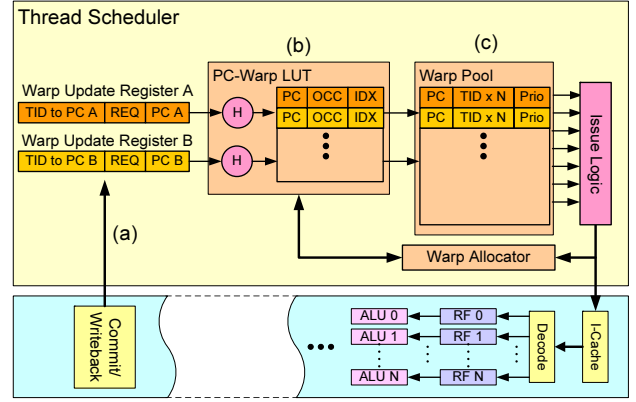 Thread Scheduler
(b)
(c)
PC-Warp LUT
Warp Pool
Warp Update Register A
TID to PC A REQ PC A
H
PC OCC IDX
PC TID x N Prio
PC OCC IDX
PC TID x N Prio
Warp Update Register B
TID to PC B REQ PC B
H
Issue Logic
(a)
Warp Allocator
Commit/
Writeback
ALU 0 RF 0
ALU 1 RF 1
ALU N RF N
Decode
I-Cache